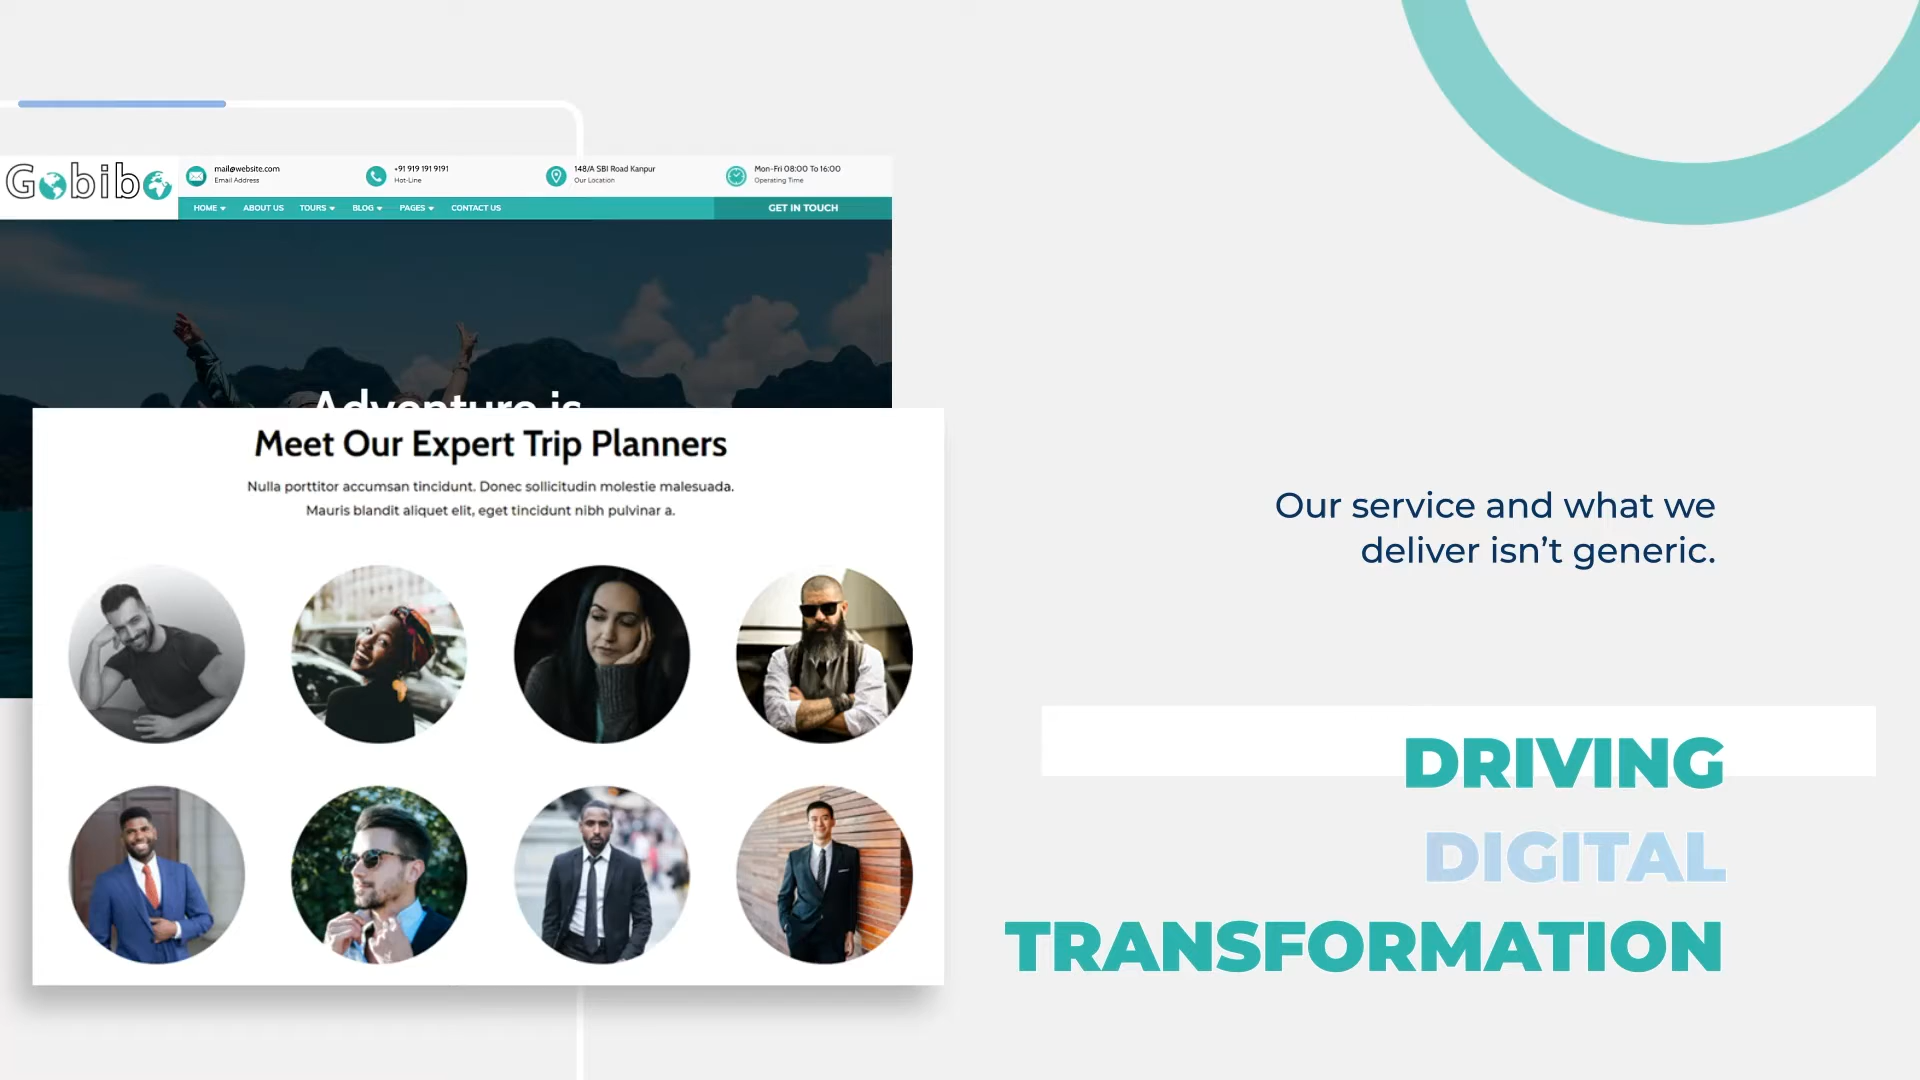 Gobibo
mail@website.com
Email Address
+91 919 191 9191
Hot-Line
148/A SBI Road Kanpur
Our Location
Mon-Fri 08:00 To 16:00
Operating Time
HOME ABOUT US TOURS BLOG PAGES CONTACT US
GET IN TOUCH
Adventure is
Meet Our Expert Trip Planners
Nulla porttitor accumsan tincidunt. Donec sollicitudin molestie malesuada.
Mauris blandit aliquet elit, eget tincidunt nibh pulvinar a.
Our service and what we
deliver isn’t generic.
DRIVING
DIGITAL
TRANSFORMATION